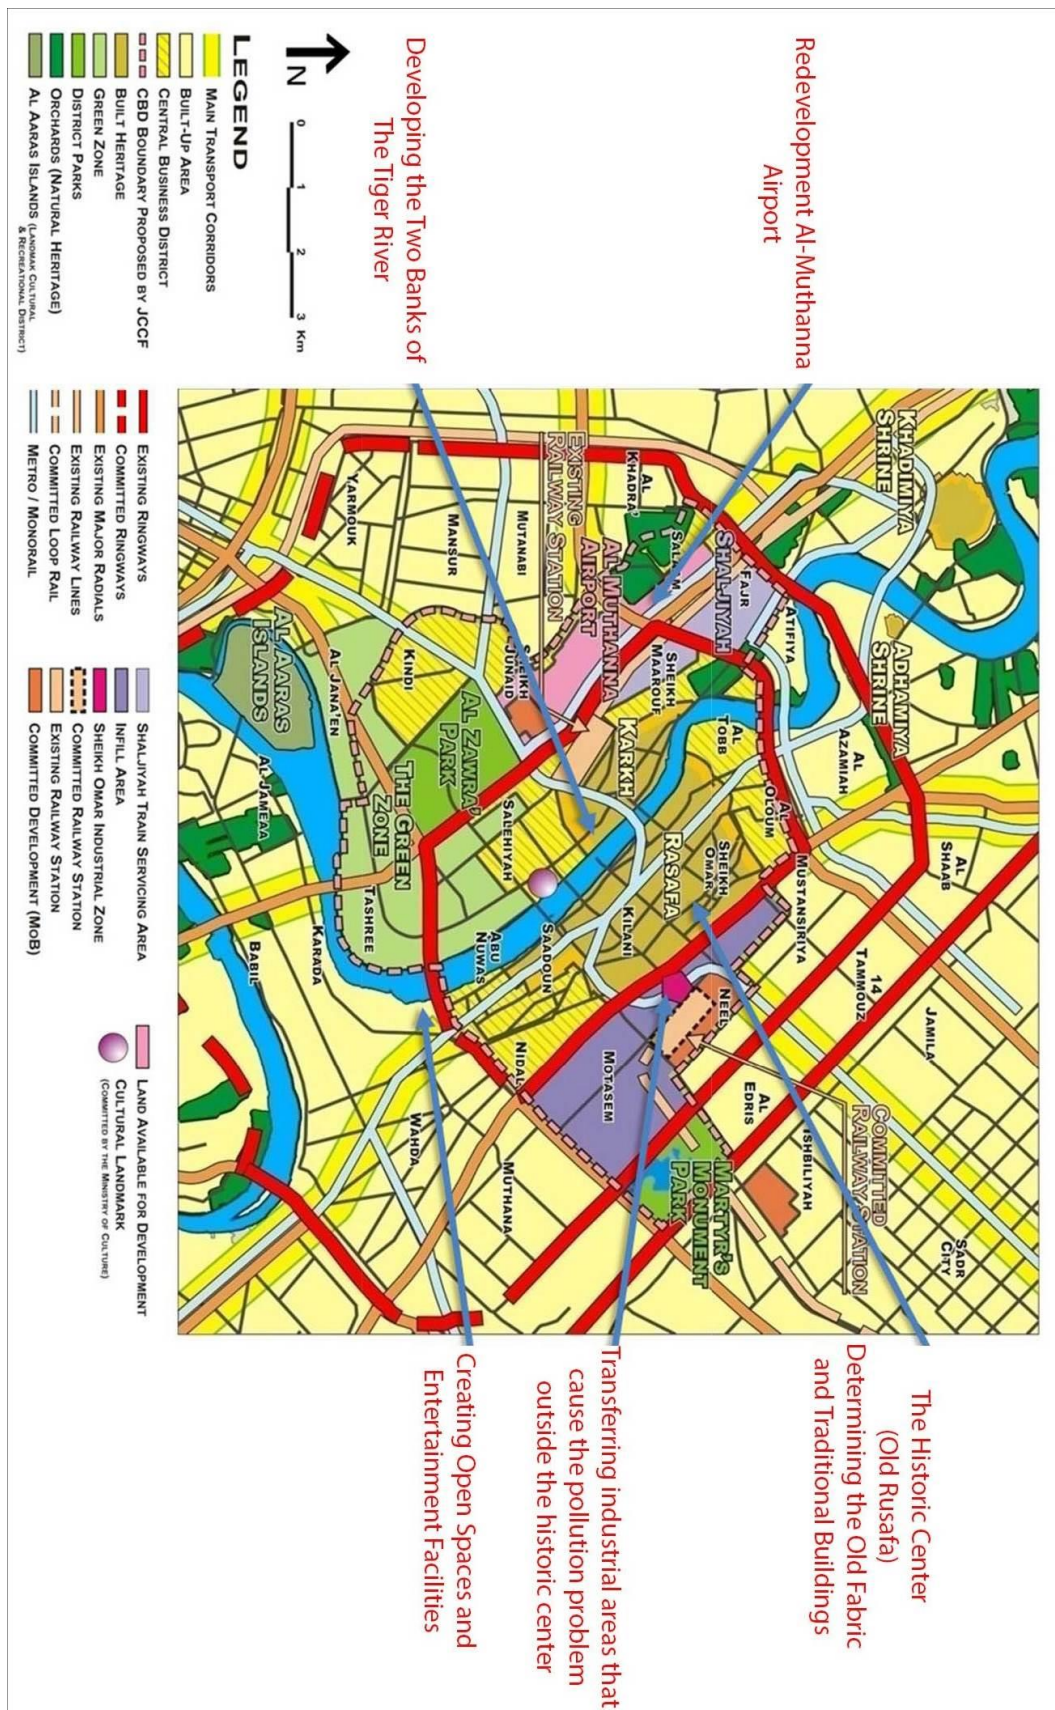 Redevelopment Al-Muthanna
Airport
Developing the Two Banks of
The Tiger River
The Historic Center
(Old Rusafa)
Determining the Old Fabric
and Traditional Buildings
Transferring industrial areas that
cause the pollution problem
outside the historic center
Creating Open Spaces and
Entertainment Facilities
KHADIMIYA
SHRINE
ADHAMIYA
SHRINE
AL
AZAMIAH
AL
SHAAB
JAMILA
SADR
CITY
14
TAMMOUZ
COMMITTED
RAILWAY STATION
ISHBILIYAH
AL
EDRIS
ATIFIYA
FAJR
SHALJIYAH
AL
OLOUM
MUSTANSIRIYA
AL
TOBB
SALAAM
AL
KHADRA'
SHEIKH
MAAROUF
SHEIKH
OMAR
RASAFA
NEEL
MARTYR'S
MONUMENT
PARK
AL MUTHANNA
AIRPORT
EXISTING
RAILWAY STATION
KARKH
KILANI
MOTASEM
SHEIKH
JUNAID
MUTANABI
SAADOUN
NIDAL
MUTHANA
SALEHIYAH
ABU
NUWAS
MANSUR
AL ZAWRA'
PARK
KINDI
THE GREEN
ZONE
TASHREE
WAHDA
YARMOUK
AL JANA'EN
KARADA
AL AARAS
ISLANDS
AL JAMEAA
BABIL
N
0 1 2 3 Km
LEGEND
MAIN TRANSPORT CORRIDORS
BUILT-UP AREA
CENTRAL BUSINESS DISTRICT
CBD BOUNDARY PROPOSED BY JCCF
BUILT HERITAGE
GREEN ZONE
DISTRICT PARKS
ORCHARDS (NATURAL HERITAGE)
AL AARAS ISLANDS (LANDMAK CULTURAL
& RECREATIONAL DISTRICT)
EXISTING RINGWAYS
COMMITTED RINGWAYS
EXISTING MAJOR RADIALS
EXISTING RAILWAY LINES
COMMITTED LOOP RAIL
METRO / MONORAIL
SHALJIYAH TRAIN SERVICING AREA
INFILL AREA
SHEIKH OMAR INDUSTRIAL ZONE
COMMITTED RAILWAY STATION
EXISTING RAILWAY STATION
COMMITTED DEVELOPMENT (MOB)
LAND AVAILABLE FOR DEVELOPMENT
CULTURAL LANDMARK
(COMMITTED BY THE MINISTRY OF CULTURE)